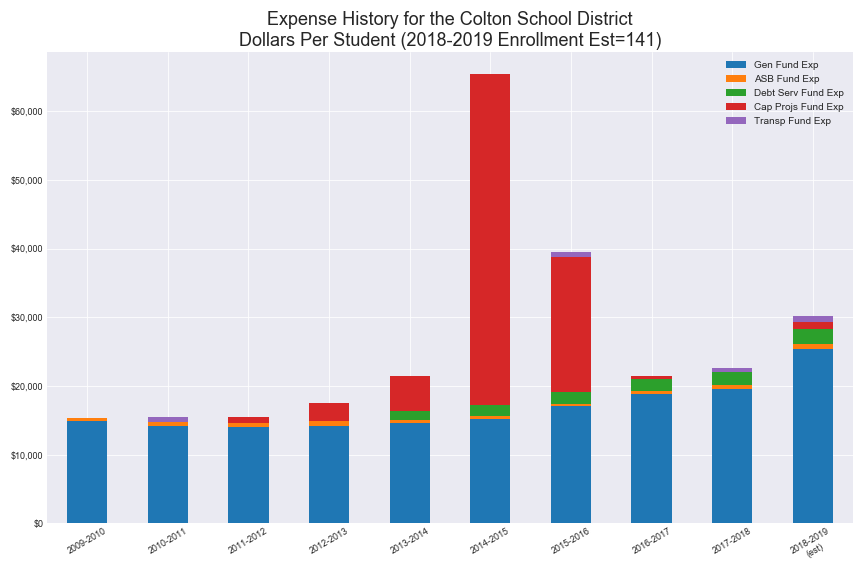 Expense History for the Colton School District
Dollars Per Student (2018-2019 Enrollment Est=141)
Gen Fund Exp
ASB Fund Exp
Debt Serv Fund Exp
Cap Projs Fund Exp
Transp Fund Exp
$60,000
$50,000
$40,000
$30,000
$20,000
$10,000
$0
2009-2010
2010-2011
2011-2012
2012-2013
2013-2014
2014-2015
2015-2016
2016-2017
2017-2018
2018-2019
(est)